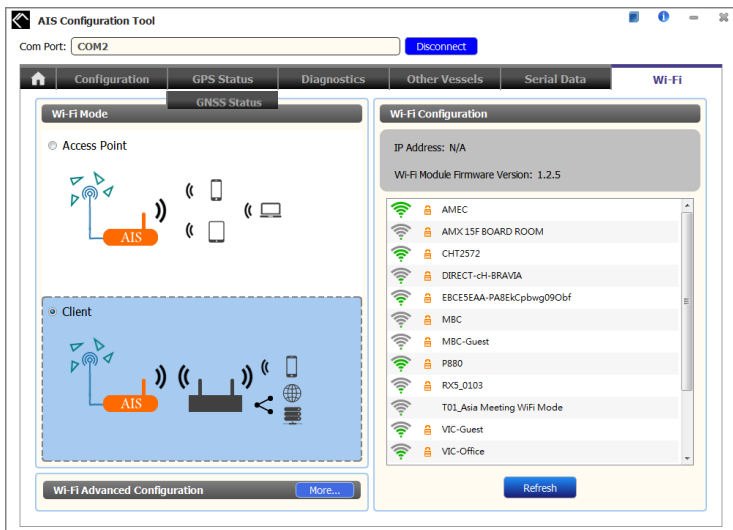 AIS Configuration Tool
Com Port: COM2 Disconnect
Configuration GPS Status Diagnostics Other Vessels Serial Data Wi-Fi
GNSS Status
Wi-Fi Mode
Access Point
AIS
Client
AIS
Wi-Fi Advanced Configuration More...
Wi-Fi Configuration
IP Address: N/A
Wi-Fi Module Firmware Version: 1.2.5
AMEC
AMX 15F BOARD ROOM
CHT2572
DIRECT-cH-BRAVIA
EBCE5EAA-PA8EkCpbwg09Obf
MBC
MBC-Guest
P880
RX5_0103
T01_Asia Meeting WiFi Mode
VIC-Guest
VIC-Office
Refresh